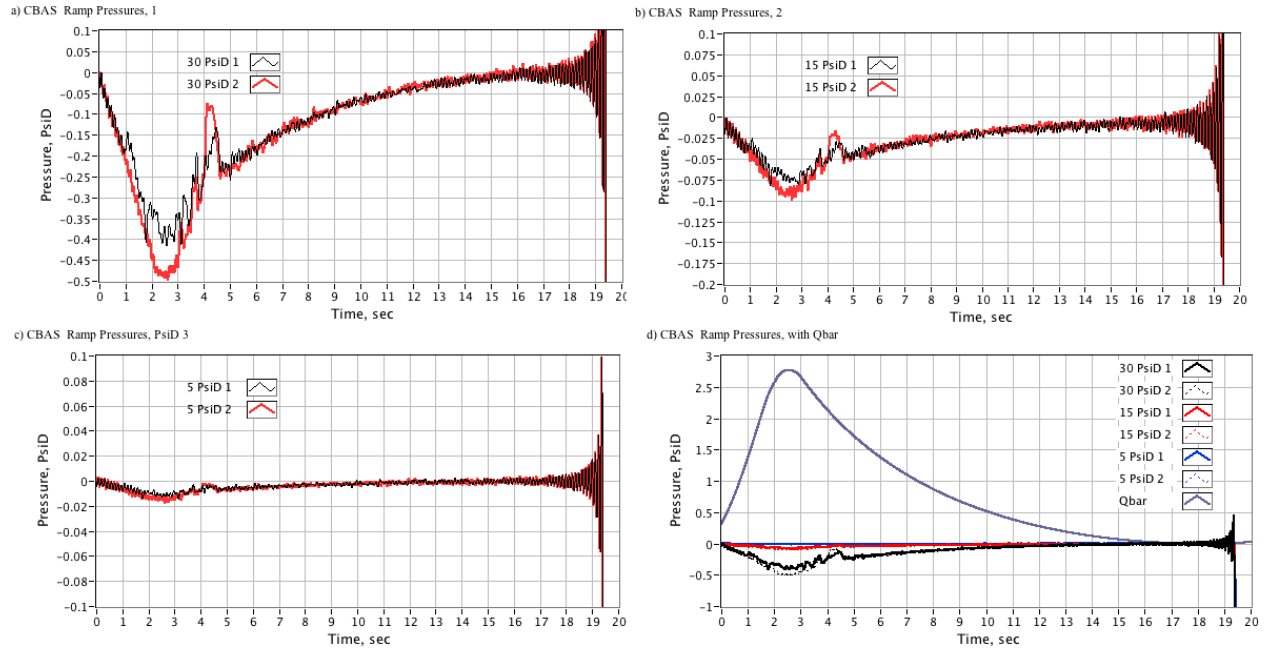 a) CBAS Ramp Pressures, 1
0.1
0.05
0
−0.05
−0.1
−0.15
−0.2
−0.25
−0.3
−0.35
−0.4
−0.45
−0.5
Pressure, PsiD
30 PsiD 1
30 PsiD 2
0 1 2 3 4 5 6 7 8 9 10 11 12 13 14 15 16 17 18 19 20
Time, sec
b) CBAS Ramp Pressures, 2
0.1
0.075
0.05
0.025
0
−0.025
−0.05
−0.075
−0.1
−0.125
−0.15
−0.175
−0.2
Pressure, PsiD
15 PsiD 1
15 PsiD 2
0 1 2 3 4 5 6 7 8 9 10 11 12 13 14 15 16 17 18 19 20
Time, sec
c) CBAS Ramp Pressures, PsiD 3
0.1
0.08
0.06
0.04
0.02
0
−0.02
−0.04
−0.06
−0.08
−0.1
Pressure, PsiD
5 PsiD 1
5 PsiD 2
0 1 2 3 4 5 6 7 8 9 10 11 12 13 14 15 16 17 18 19 20
Time, sec
d) CBAS Ramp Pressures, with Qbar
3
2.5
2
1.5
1
0.5
0
−0.5
−1
Pressure, PsiD
30 PsiD 1
30 PsiD 2
15 PsiD 1
15 PsiD 2
5 PsiD 1
5 PsiD 2
Qbar
0 1 2 3 4 5 6 7 8 9 10 11 12 13 14 15 16 17 18 19 20
Time, sec